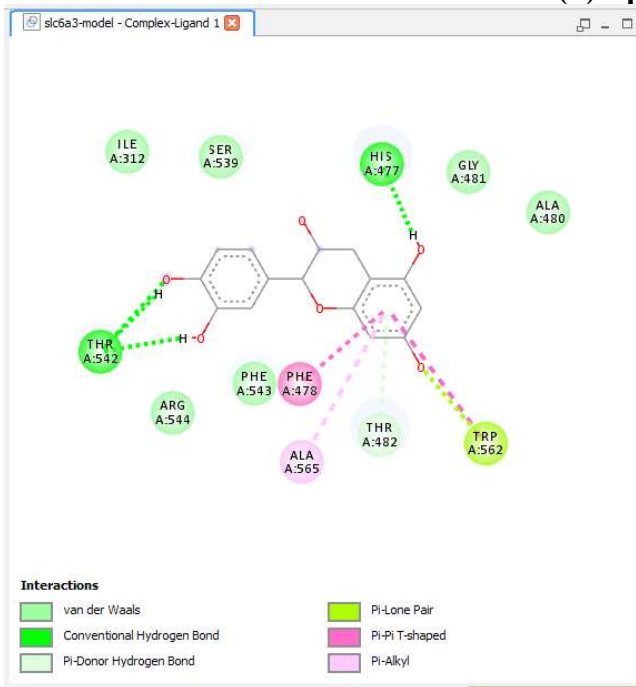 slc6a3-model - Complex-Ligand 1
ILE
A:312
SER
A:539
HIS
A:477
GLY
A:481
ALA
A:480
H
O
O
O
H
H
O
O
O
THR
A:542
PHE
A:543
PHE
A:478
ARG
A:544
THR
A:482
TRP
A:562
ALA
A:565
Interactions
van der Waals
Conventional Hydrogen Bond
Pi-Donor Hydrogen Bond
Pi-Lone Pair
Pi-Pi T-shaped
Pi-Alkyl